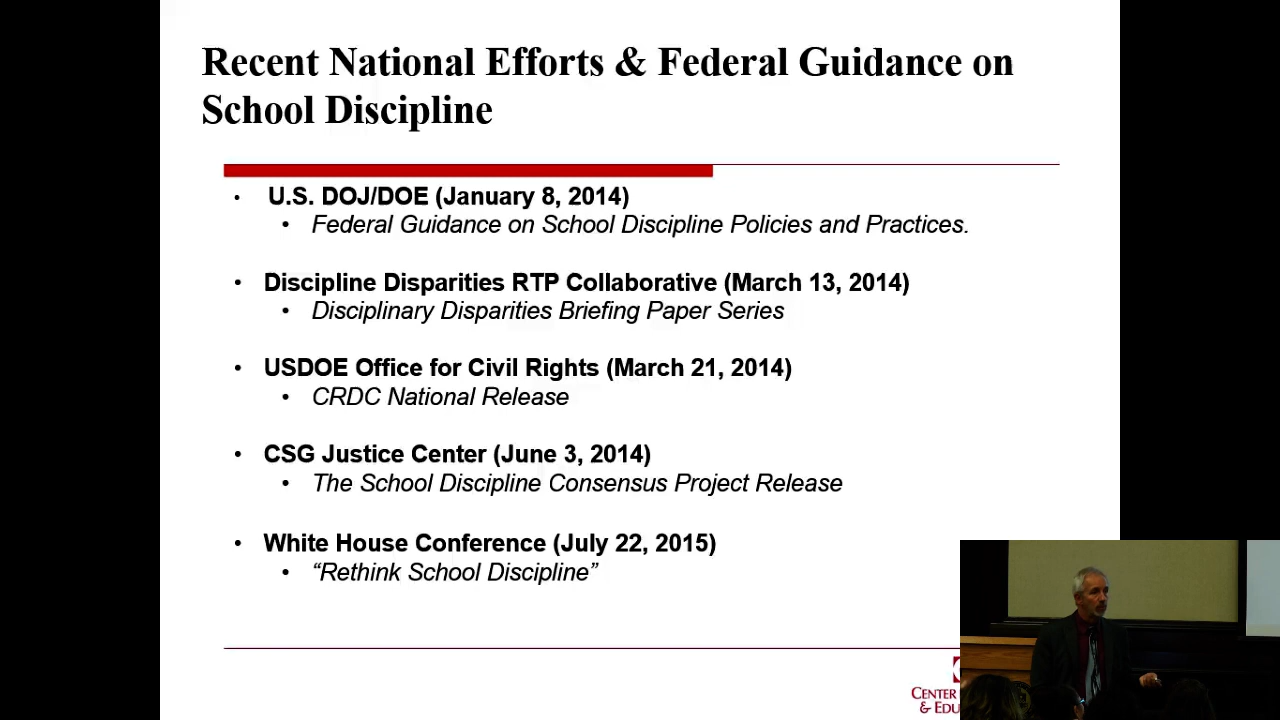 Recent National Efforts & Federal Guidance on
School Discipline
• U.S. DOJ/DOE (January 8, 2014)
• Federal Guidance on School Discipline Policies and Practices.
• Discipline Disparities RTP Collaborative (March 13, 2014)
• Disciplinary Disparities Briefing Paper Series
• USDOE Office for Civil Rights (March 21, 2014)
• CRDC National Release
• CSG Justice Center (June 3, 2014)
• The School Discipline Consensus Project Release
• White House Conference (July 22, 2015)
• “Rethink School Discipline”
CENTER
&